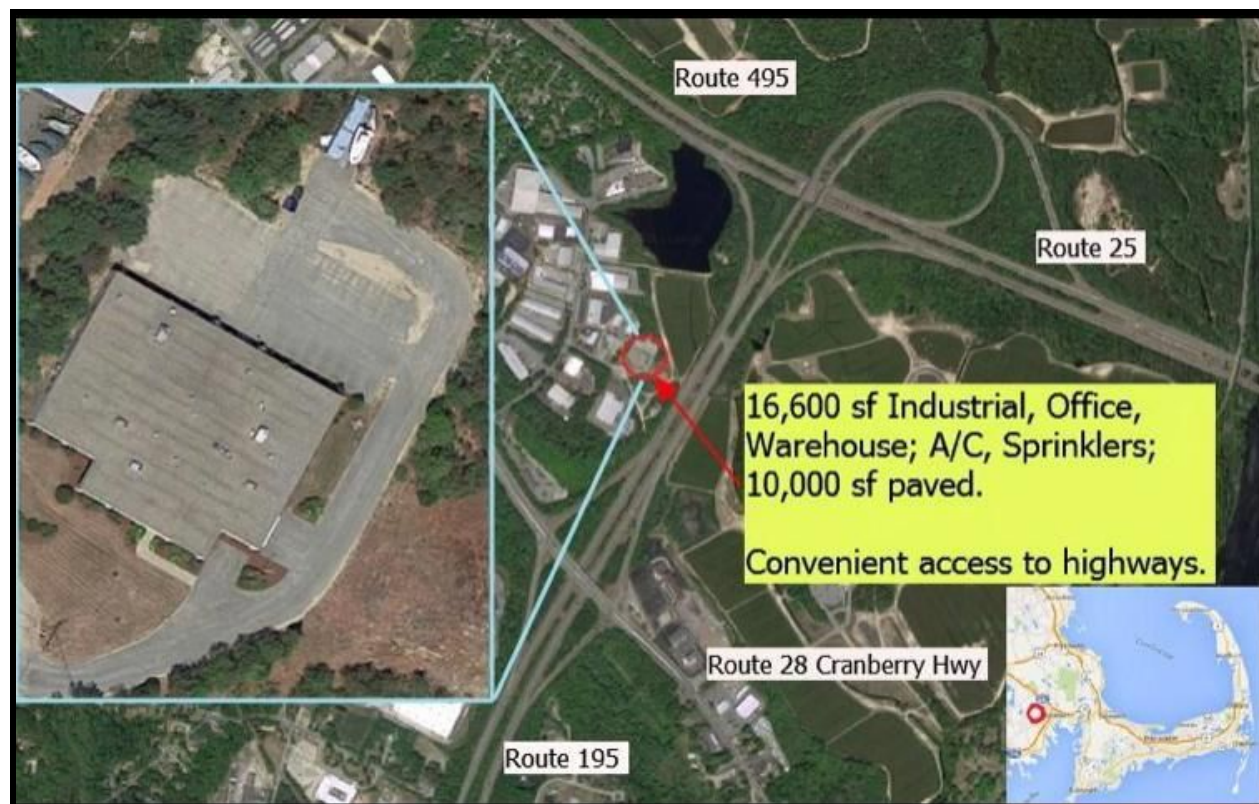 Route 495
Route 25
16,600 sf Industrial, Office,
Warehouse; A/C, Sprinklers;
10,000 sf paved.
Convenient access to highways.
Route 28 Cranberry Hwy
Route 195